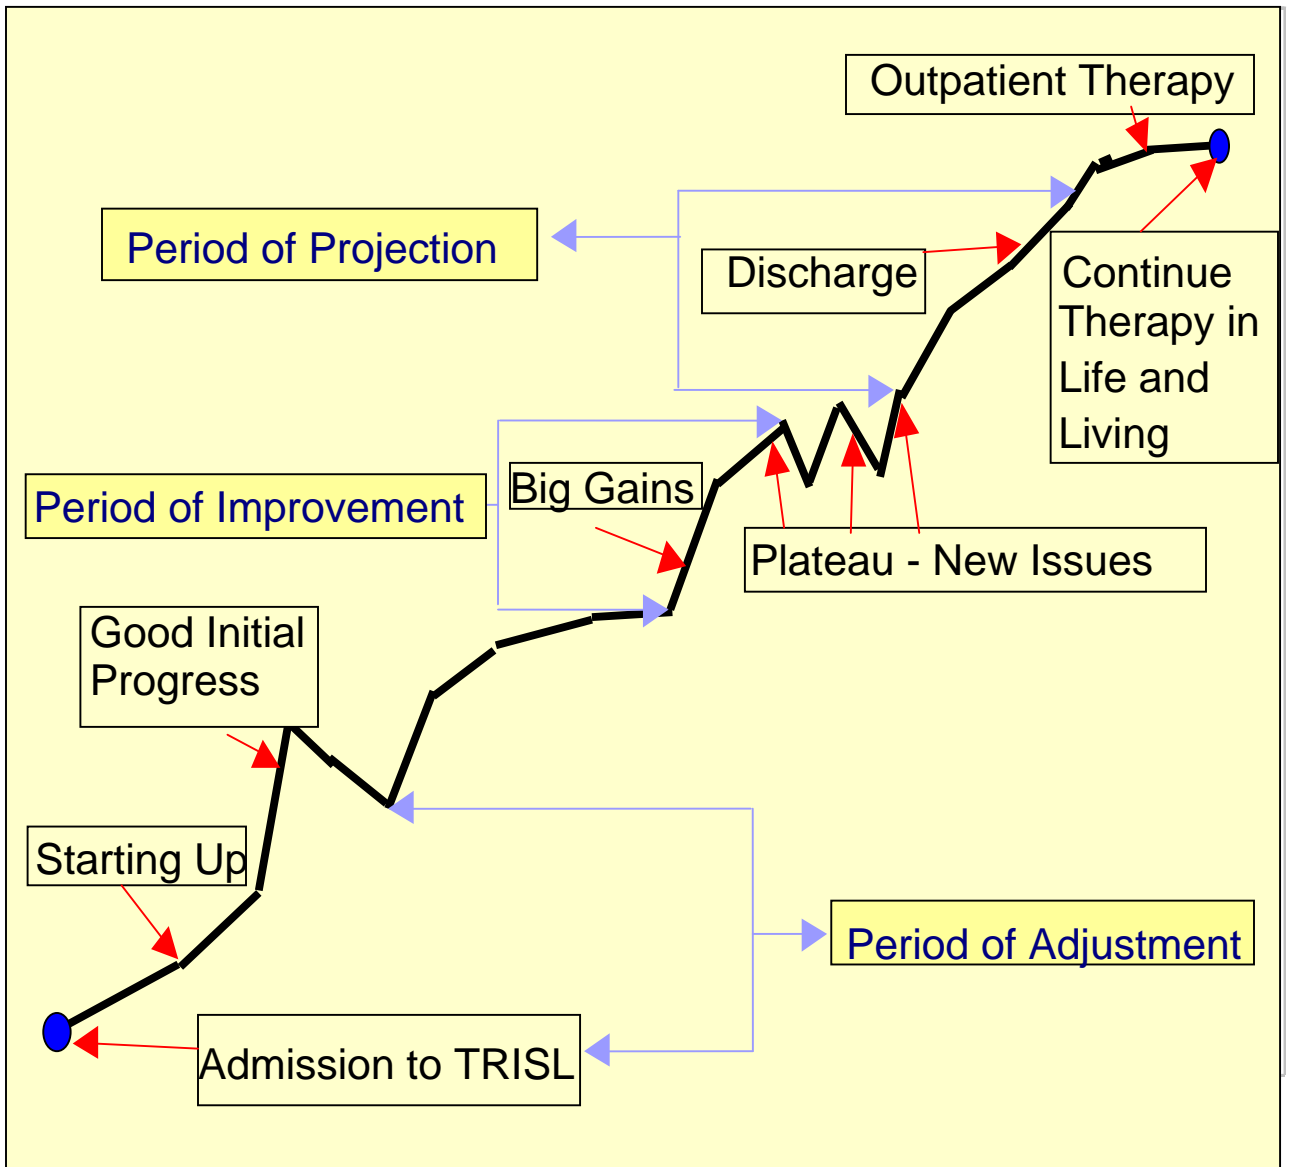 Outpatient Therapy
Period of Projection
Discharge
Continue
Therapy in
Life and
Living
Big Gains
Period of Improvement
Plateau - New Issues
Good Initial
Progress
Starting Up
Period of Adjustment
Admission to TRISL